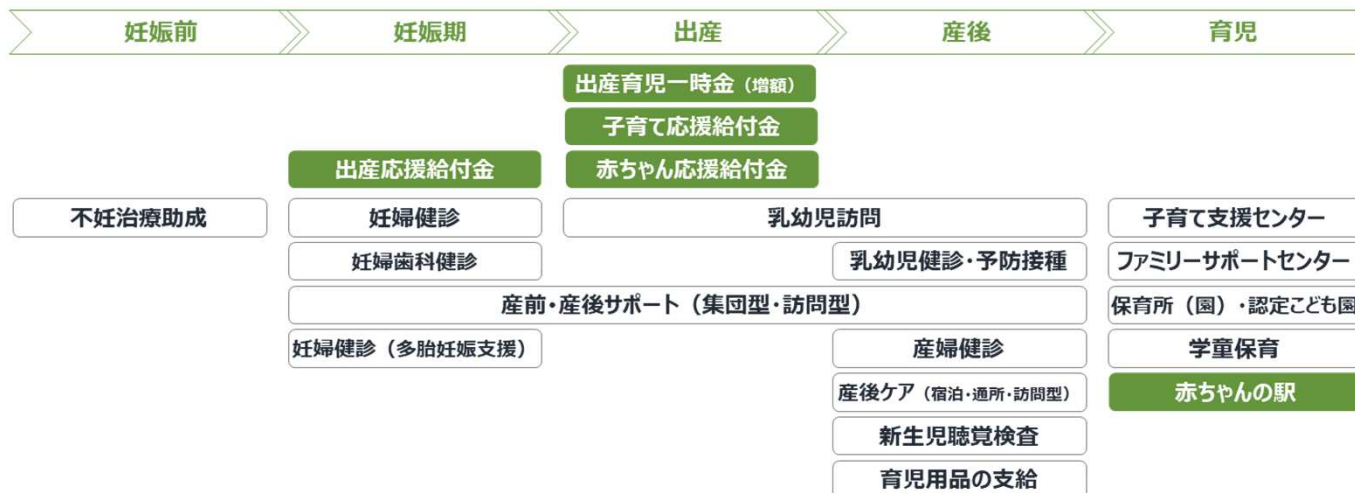 妊娠前
妊娠期
出産
産後
育児
出産育児一時金（増額）
子育て応援給付金
出産応援給付金
赤ちゃん応援給付金
不妊治療助成
妊婦健診
乳幼児訪問
子育て支援センター
妊婦歯科健診
乳幼児健診・予防接種
ファミリーサポートセンター
産前・産後サポート（集団型・訪問型）
保育所（園）・認定こども園
妊婦健診（多胎妊娠支援）
産婦健診
学童保育
産後ケア（宿泊・通所・訪問型）
赤ちゃんの駅
新生児聴覚検査
育児用品の支給